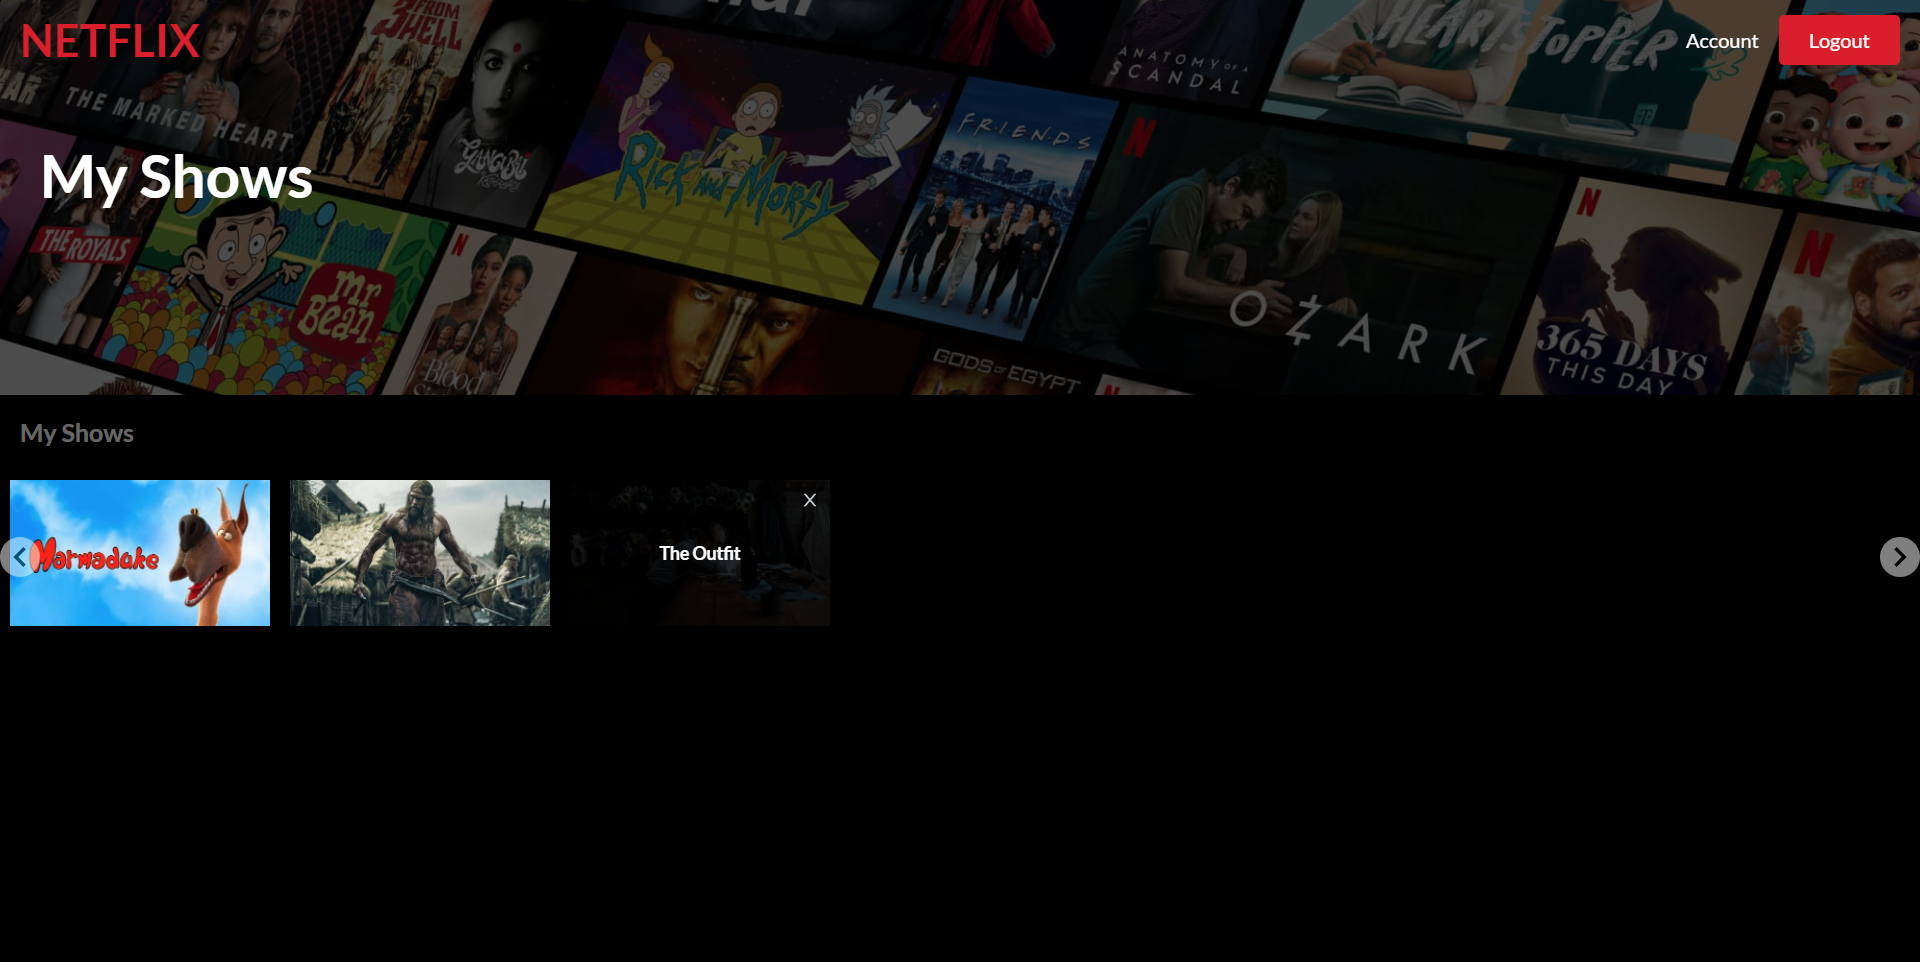 NETFLIX
Account
Logout
FROM
HELL
ANATOMY OF A
SCANDAL
HEARTSTOPPER
THE MARKED HEART
GANGUBAI
FRIENDS
RICK AND MORTY
My Shows
THE ROYALS
Mr
Bean
N
N
N
N
OZARK
365 DAYS
THIS DAY
Blood
GODS OF EGYPT
My Shows
Marmaduke
The Outfit
X